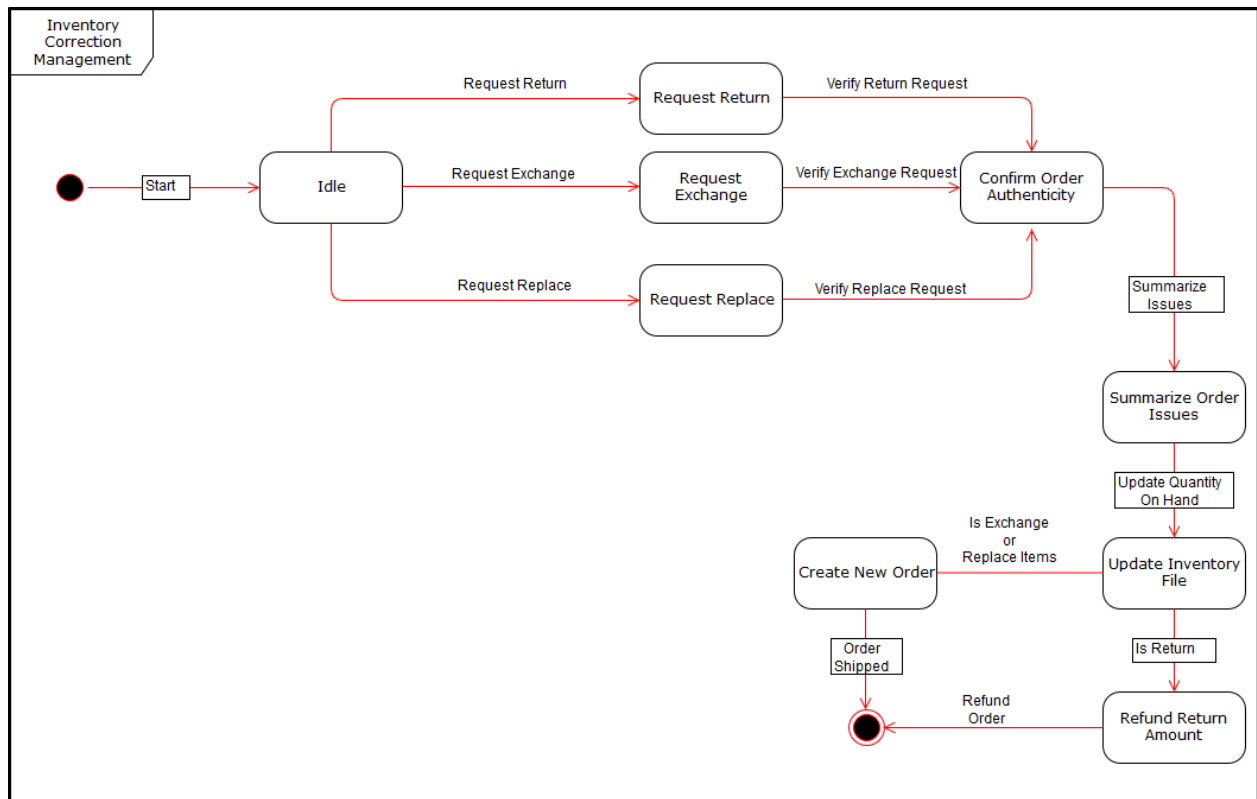 Inventory
Correction
Management
Request Return
Request Return
Verify Return Request
Start
Idle
Request Exchange
Request
Exchange
Verify Exchange Request
Confirm Order
Authenticity
Request Replace
Request Replace
Verify Replace Request
Summarize
Issues
Summarize Order
Issues
Update Quantity
On Hand
Is Exchange
or
Replace Items
Create New Order
Update Inventory
File
Order
Shipped
Is Return
Refund
Order
Refund Return
Amount